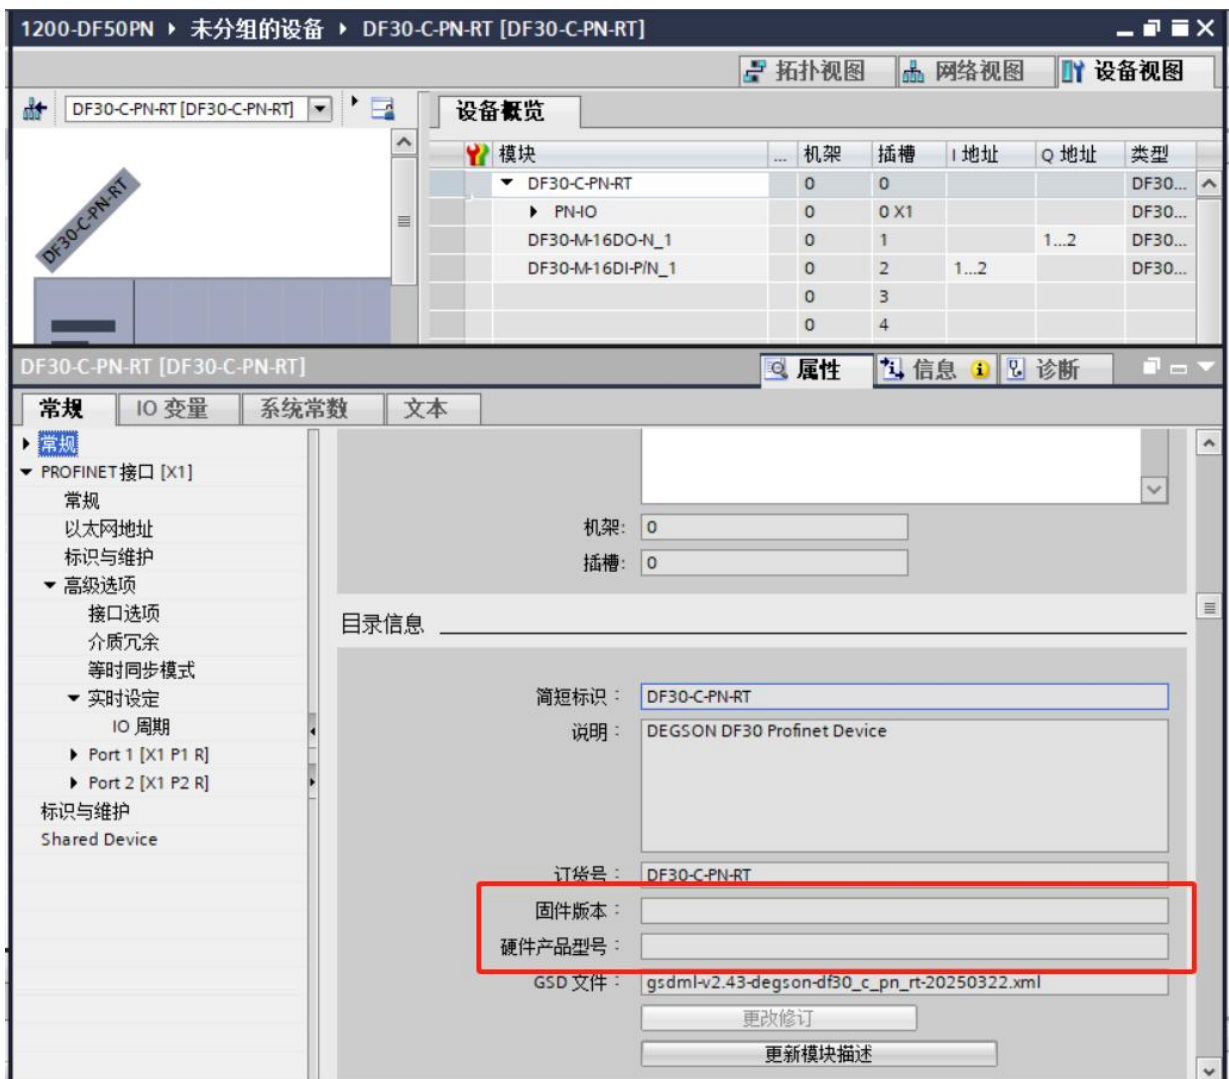 1200-DF50PN ▸ 未分组的设备 ▸ DF30-C-PN-RT [DF30-C-PN-RT]
拓扑视图 网络视图 设备视图
DF30-C-PN-RT [DF30-C-PN-RT]
设备概览
模块 ... 机架 插槽 I 地址 Q 地址 类型
DF30-C-PN-RT 0 0 DF30...
PN-IO 0 0 X1 DF30...
DF30-M-16DO-N_1 0 1 1...2 DF30...
DF30-M-16DI-P/N_1 0 2 1...2 DF30...
0 3
0 4
DF30-C-PN-RT
DF30-C-PN-RT [DF30-C-PN-RT]
属性 信息 诊断
常规 IO 变量 系统常数 文本
常规
PROFINET接口 [X1]
常规
以太网地址
标识与维护
高级选项
接口选项
介质冗余
等时同步模式
实时设定
IO 周期
Port 1 [X1 P1 R]
Port 2 [X1 P2 R]
标识与维护
Shared Device
机架: 0
插槽: 0
目录信息
简短标识: DF30-C-PN-RT
说明: DEGSON DF30 Profinet Device
订货号: DF30-C-PN-RT
固件版本:
硬件产品型号:
GSD 文件: gsdml-v2.43-degson-df30_c_pn_rt-20250322.xml
更改修订
更新模块描述